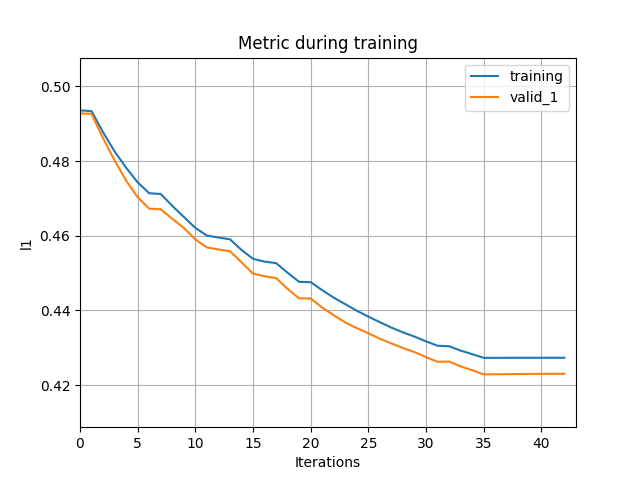 Metric during training
training
valid_1
0.50
0.48
0.46
0.44
0.42
l1
0 5 10 15 20 25 30 35 40
Iterations